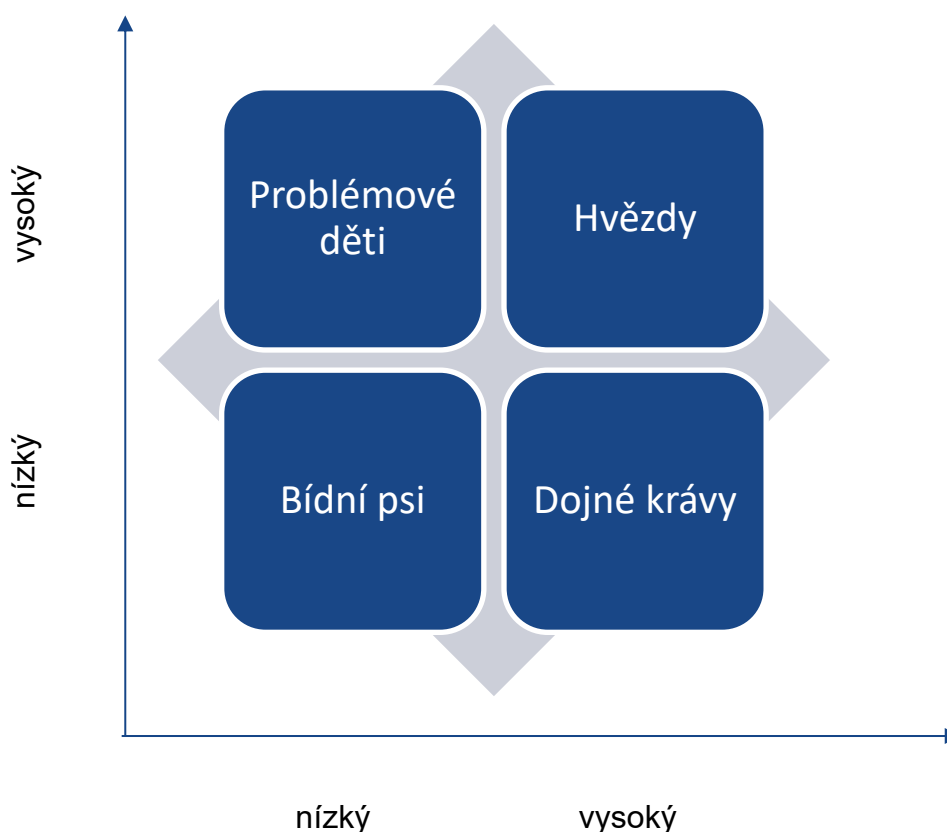 vysoký
Problémové
děti
Hvězdy
nízký
Bídní psi
Dojné krávy
nízký
vysoký